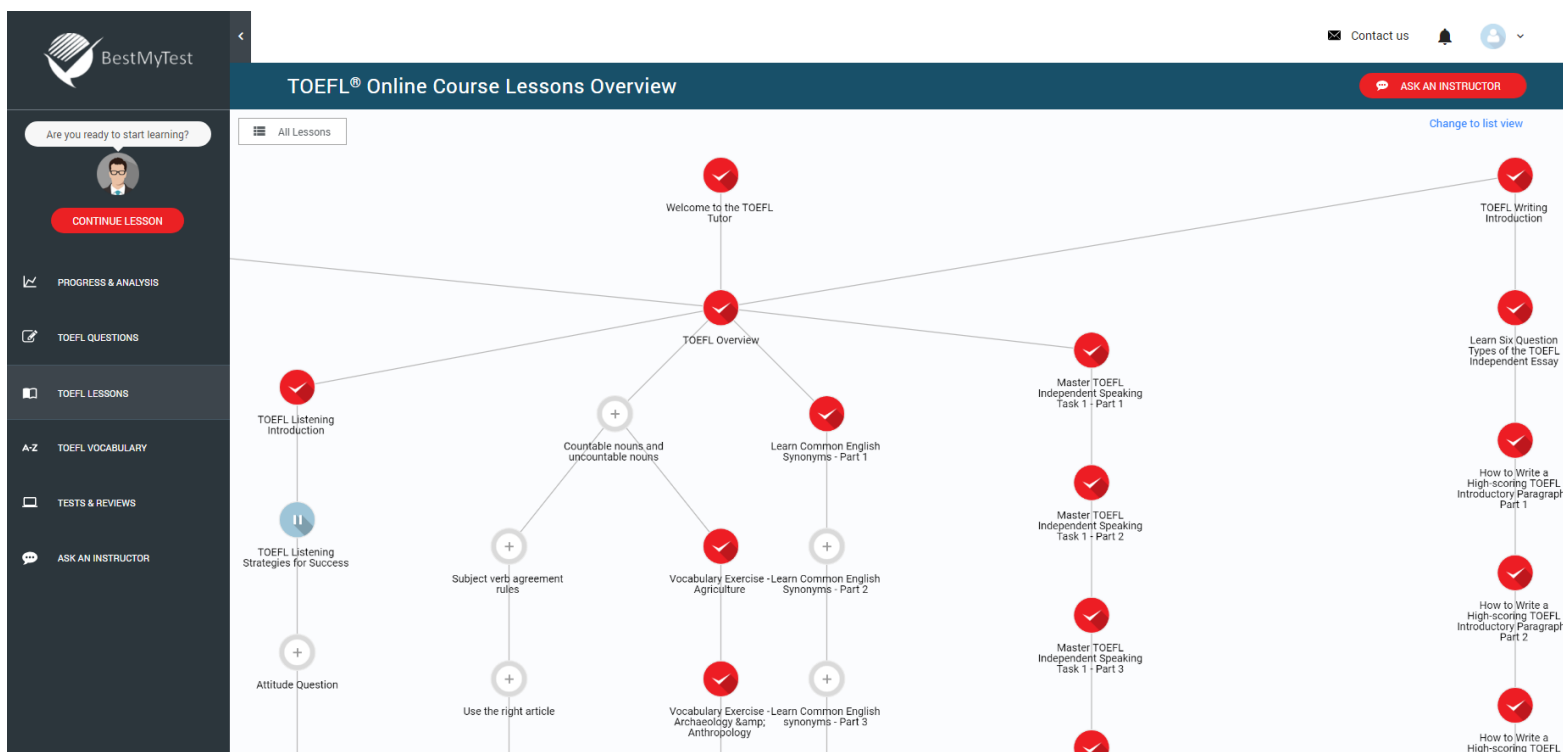 BestMyTest
Contact us
TOEFL® Online Course Lessons Overview
ASK AN INSTRUCTOR
Are you ready to start learning?
CONTINUE LESSON
PROGRESS & ANALYSIS
TOEFL QUESTIONS
TOEFL LESSONS
A-Z TOEFL VOCABULARY
TESTS & REVIEWS
ASK AN INSTRUCTOR
All Lessons
Change to list view
Welcome to the TOEFL
Tutor
TOEFL Writing
Introduction
TOEFL Overview
Learn Six Question
Types of the TOEFL
Independent Essay
Master TOEFL
Independent Speaking
Task 1 - Part 1
TOEFL Listening
Introduction
Countable nouns and
uncountable nouns
Learn Common English
Synonyms - Part 1
How to Write a
High-scoring TOEFL
Introductory Paragraph
Part 1
Master TOEFL
Independent Speaking
Task 1 - Part 2
TOEFL Listening
Strategies for Success
Subject verb agreement
rules
Vocabulary Exercise -
Agriculture
Learn Common English
Synonyms - Part 2
How to Write a
High-scoring TOEFL
Introductory Paragraph
Part 2
Master TOEFL
Independent Speaking
Task 1 - Part 3
Attitude Question
Use the right article
Vocabulary Exercise -
Archaeology &amp;
Anthropology
Learn Common English
synonyms - Part 3
How to Write a
High-scoring TOEFL